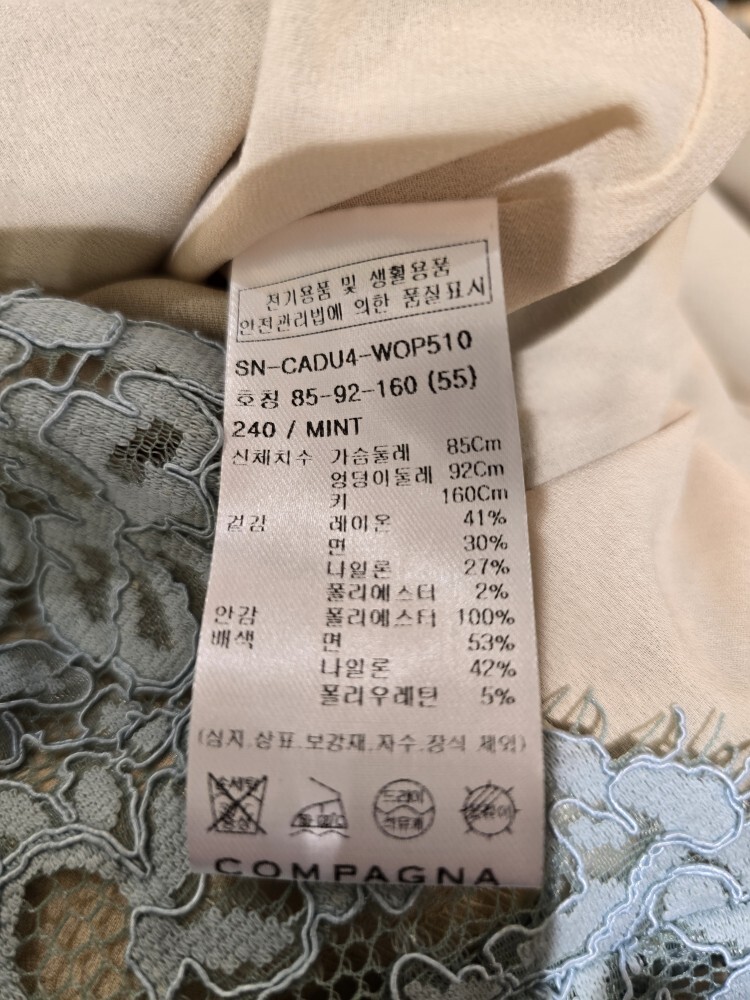 전기용품 및 생활용품
안전관리법에 의한 품질표시
SN-CADU4-WOP510
호칭 85-92-160 (55)
240 / MINT
신체치수 가슴둘레 85Cm
엉덩이둘레 92Cm
키 160Cm
겉감 레이온 41%
면 30%
나일론 27%
폴리에스터 2%
안감 폴리에스터 100%
배색 면 53%
나일론 42%
폴리우레탄 5%
(심지.상표.보강재.자수.장식 제외)
드라이
석유계
COMPAGNA